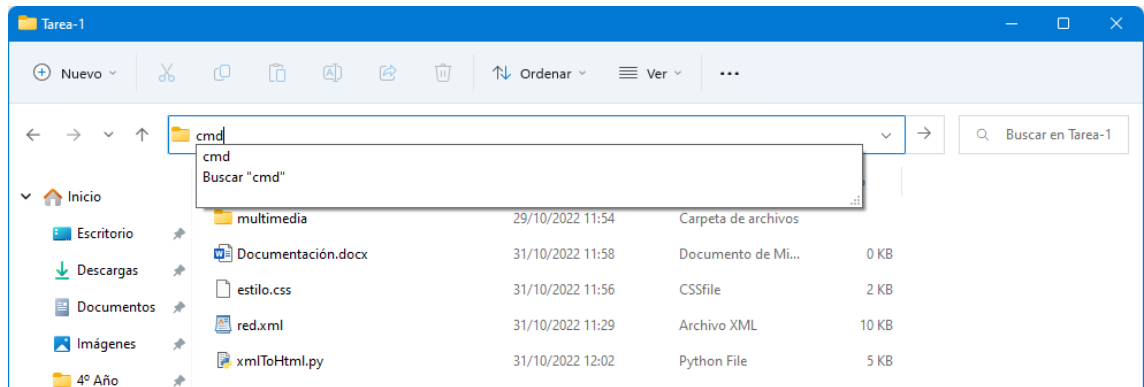 Tarea-1
Nuevo Ordenar Ver
cmd Buscar en Tarea-1
cmd
Buscar "cmd"
Inicio
multimedia 29/10/2022 11:54 Carpeta de archivos
Escritorio
Documentación.docx 31/10/2022 11:58 Documento de Mi... 0 KB
Descargas
estilo.css 31/10/2022 11:56 CSSfile 2 KB
Documentos
red.xml 31/10/2022 11:29 Archivo XML 10 KB
Imágenes
xmlToHtml.py 31/10/2022 12:02 Python File 5 KB
4º Año